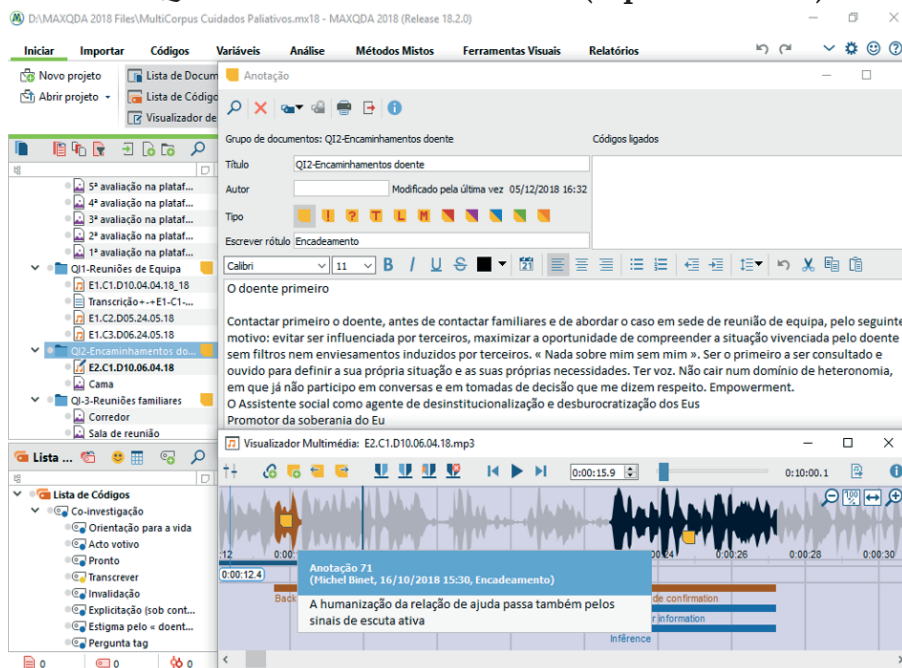 D:\MAXQDA 2018 Files\MultiCorpus Cuidados Paliativos.mx18 - MAXQDA 2018 (Release 18.2.0)
Iniciar Importar Códigos Variáveis Análise Métodos Mistos Ferramentas Visuais Relatórios
Novo projeto
Abrir projeto
Lista de Docum
Lista de Código
Visualizador de
Anotação
Grupo de documentos: QI2-Encaminhamentos doente
Códigos ligados
Título QI2-Encaminhamentos doente
Autor Modificado pela última vez 05/12/2018 16:32
Tipo ! ? T L M
Escrever rótulo Encadeamento
Calibri 11 B I U S 21
O doente primeiro
Contactar primeiro o doente, antes de contactar familiares e de abordar o caso em sede de reunião de equipa, pelo seguinte
motivo: evitar ser influenciada por terceiros, maximizar a oportunidade de compreender a situação vivenciada pelo doente
sem filtros nem enviesamentos induzidos por terceiros. « Nada sobre mim sem mim ». Ser o primeiro a ser consultado e
ouvido para definir a sua própria situação e as suas próprias necessidades. Ter voz. Não cair num domínio de heteronomia,
em que já não participo em conversas e em tomadas de decisão que me dizem respeito. Empowerment.
O Assistente social como agente de desinstitucionalização e desburocratização dos Eus
Promotor da soberania do Eu
5ª avaliação na plataf...
4ª avaliação na plataf...
3ª avaliação na plataf...
2ª avaliação na plataf...
1ª avaliação na plataf...
QI1-Reuniões de Equipa
E1.C1.D10.04.04.18_18
Transcrição+-+E1-C1-...
E1.C2.D05.24.05.18
E1.C3.D06.24.05.18
QI2-Encaminhamentos do...
E2.C1.D10.06.04.18
Cama
QI-3-Reuniões familiares
Corredor
Sala de reunião
Lista ...
Lista de Códigos
Co-investigação
Orientação para a vida
Acto votivo
Pronto
Transcrever
Invalidação
Explicitação (sob cont...
Estigma pelo « doent...
Pergunta tag
0 0 0
Visualizador Multimédia: E2.C1.D10.06.04.18.mp3
0:00:15.9 0:10:00.1
100%
:12 0:00: 00:24 0:00:26 0:00:28 0:00:30
0:00:12.4
Anotação 71
(Michel Binet, 16/10/2018 15:30, Encadeamento)
A humanização da relação de ajuda passa também pelos
sinais de escuta ativa
Back
de confirmation
r information
Inférence